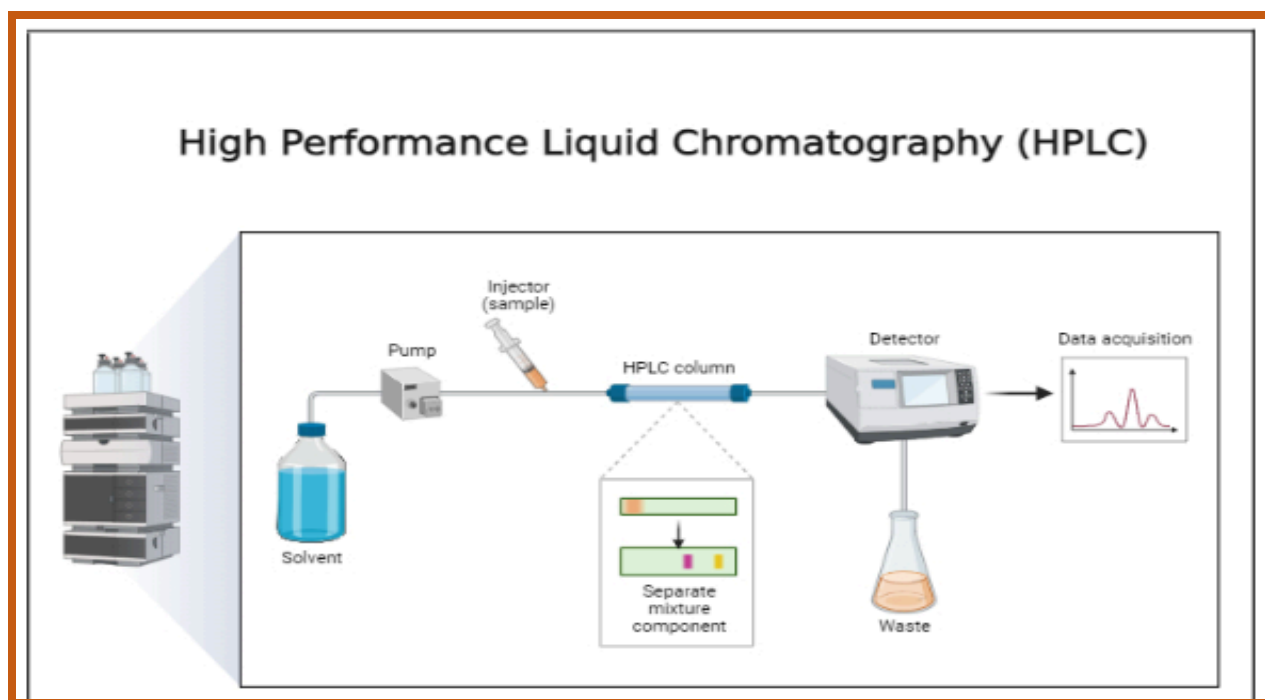 High Performance Liquid Chromatography (HPLC)
Injector
(sample)
Pump
HPLC column
Detector
Data acquisition
Solvent
Separate
mixture
component
Waste